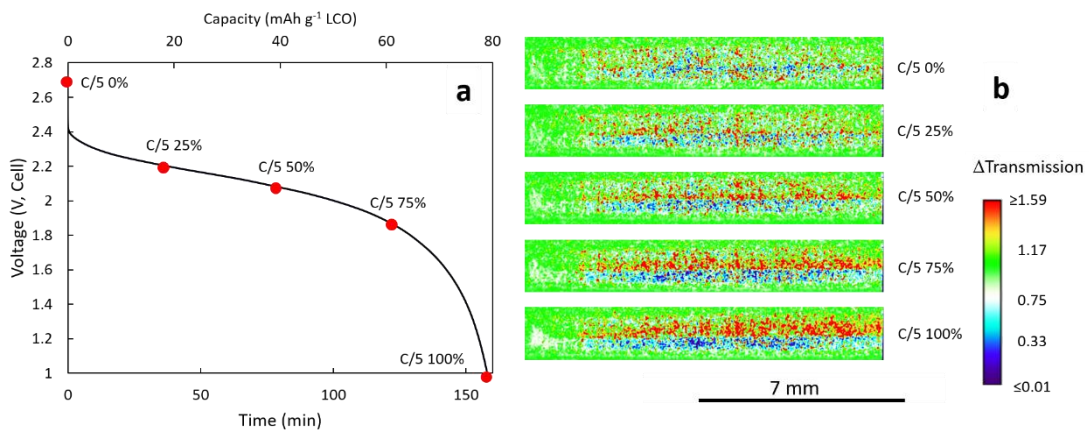 Capacity (mAh g⁻¹ LCO)
0 20 40 60 80
2.8
2.6
2.4
2.2
2
1.8
1.6
1.4
1.2
1
Voltage (V, Cell)
a
C/5 0%
C/5 25%
C/5 50%
C/5 75%
C/5 100%
0 50 100 150
Time (min)
b
C/5 0%
C/5 25%
C/5 50%
C/5 75%
C/5 100%
7 mm
ΔTransmission
≥1.59
1.17
0.75
0.33
≤0.01